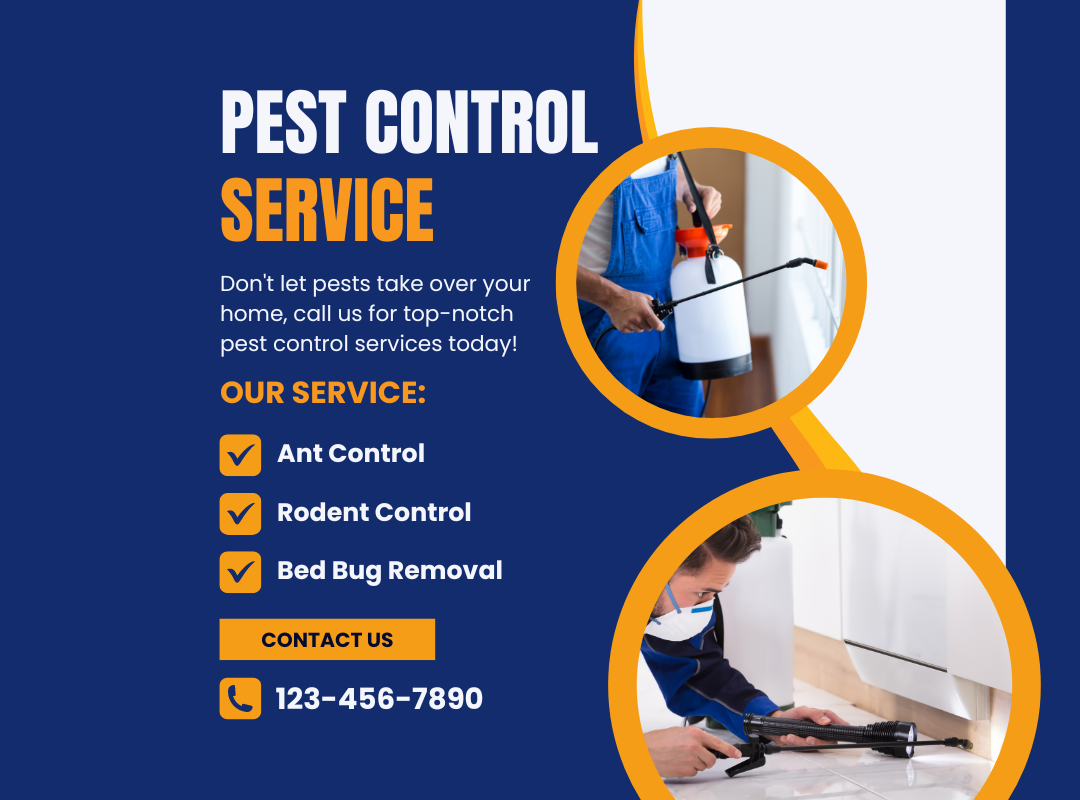 PEST CONTROL
SERVICE
Don't let pests take over your
home, call us for top-notch
pest control services today!
OUR SERVICE:
Ant Control
Rodent Control
Bed Bug Removal
CONTACT US
123-456-7890